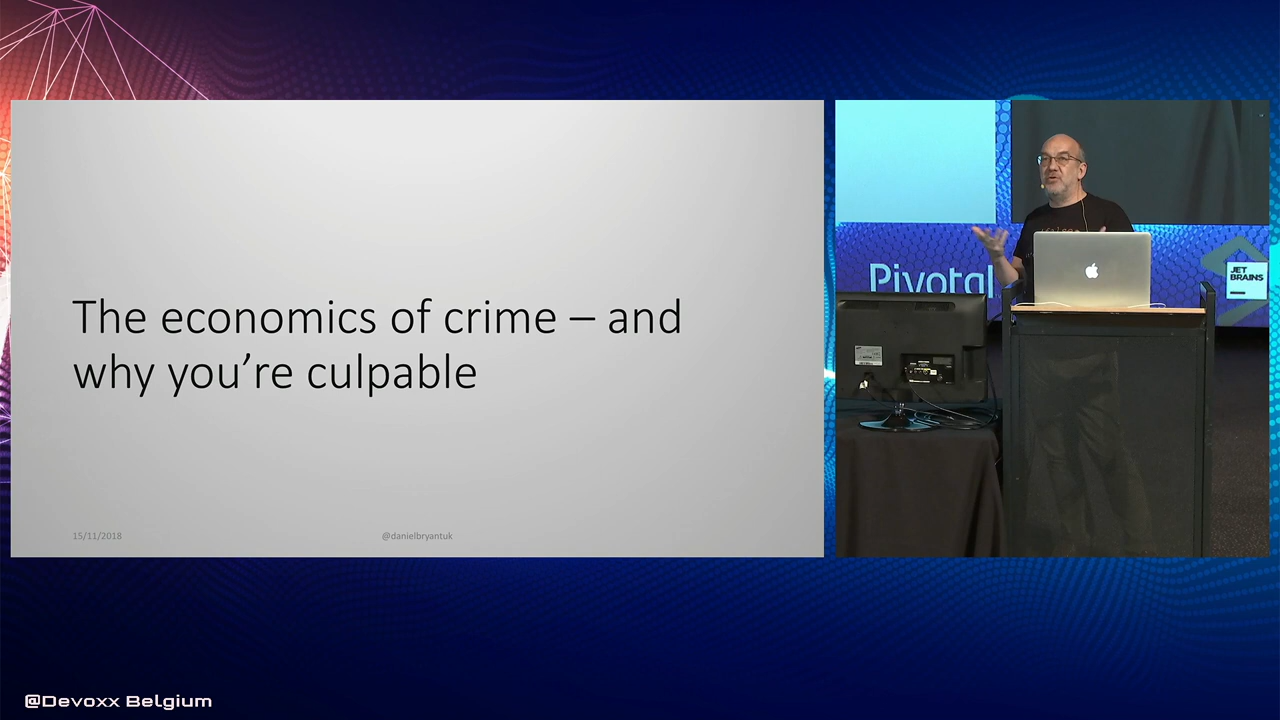 The economics of crime – and
why you're culpable
15/11/2018
@danielbryantuk
Pivotal
JET
BRAINS
@Devoxx Belgium